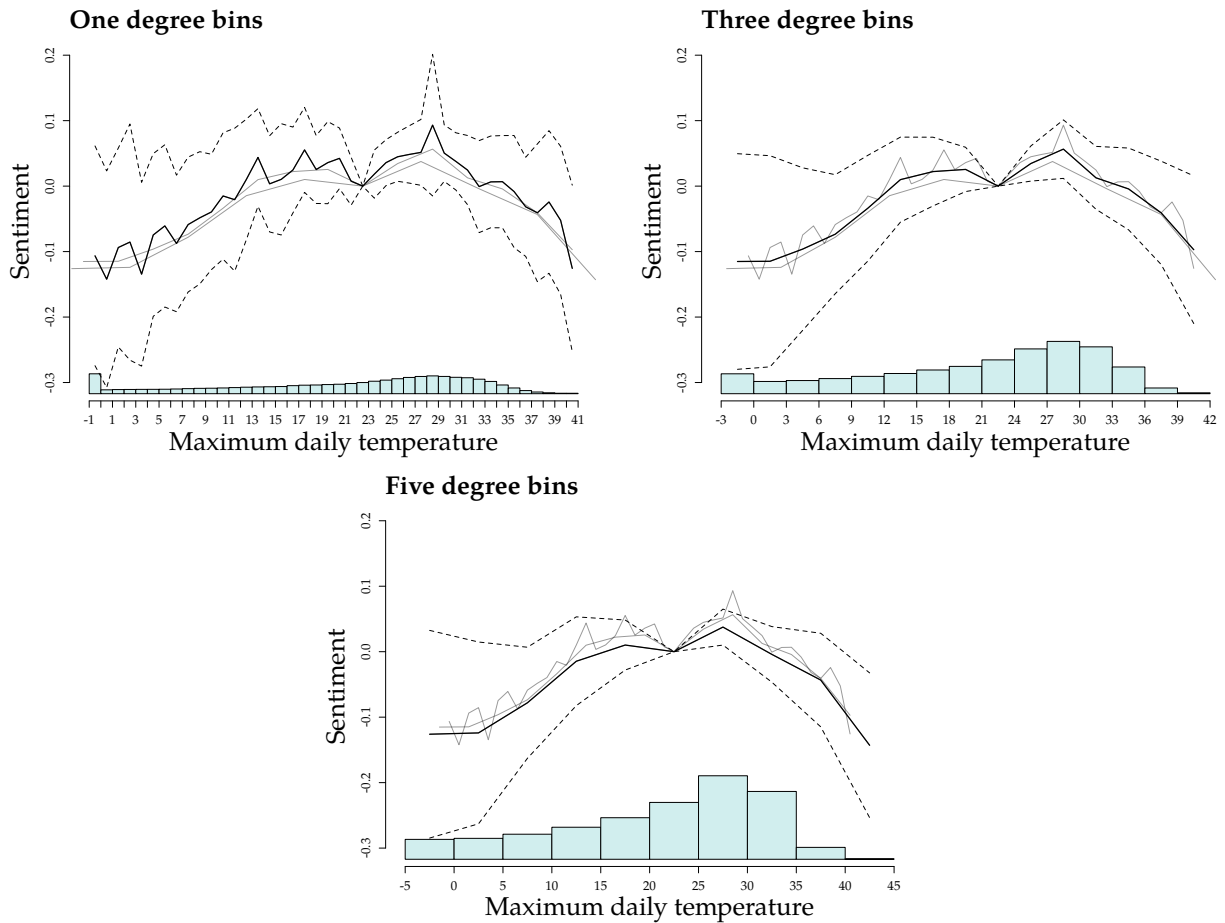 One degree bins
0.2
0.1
0.0
-0.1
-0.2
-0.3
Sentiment
-1 1 3 5 7 9 11 13 15 17 19 21 23 25 27 29 31 33 35 37 39 41
Maximum daily temperature
Three degree bins
0.2
0.1
0.0
-0.1
-0.2
-0.3
Sentiment
-3 0 3 6 9 12 15 18 21 24 27 30 33 36 39 42
Maximum daily temperature
Five degree bins
0.2
0.1
0.0
-0.1
-0.2
-0.3
Sentiment
-5 0 5 10 15 20 25 30 35 40 45
Maximum daily temperature